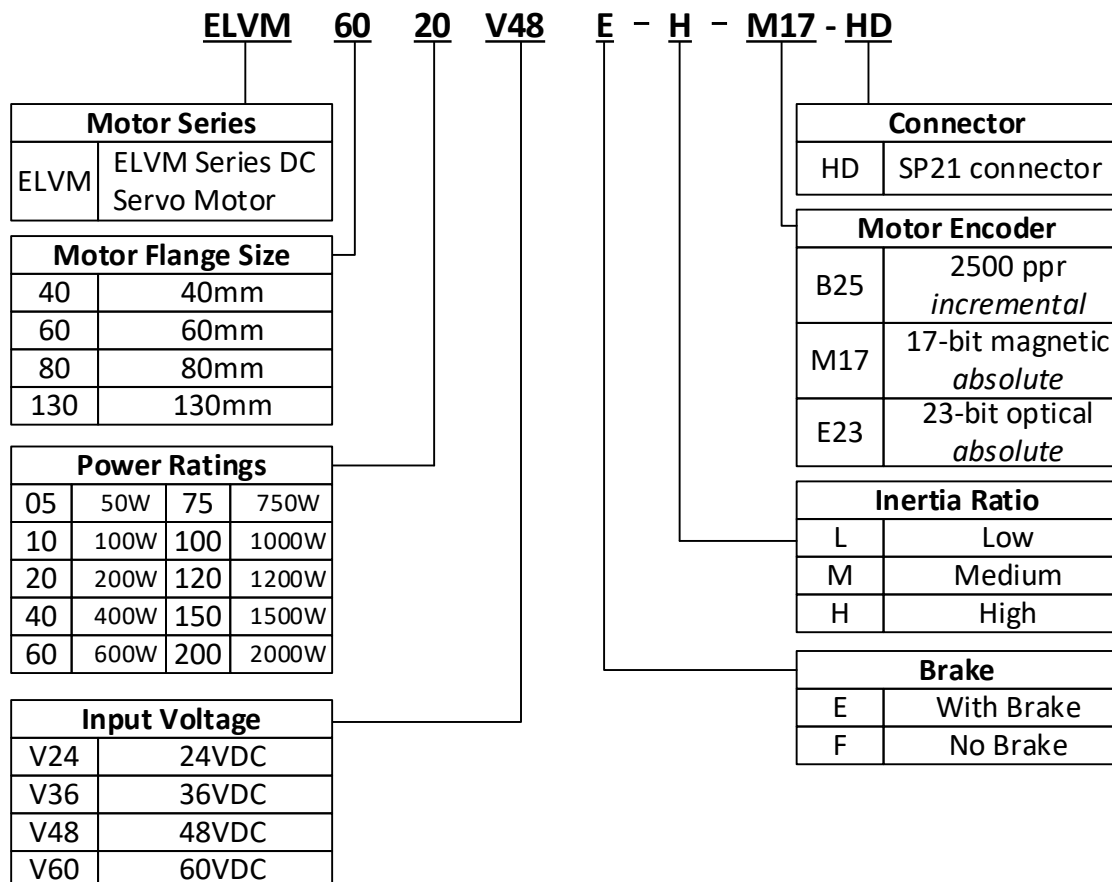 ELVM 60 20 V48 E - H - M17 - HD
Motor Series
ELVM ELVM Series DC
Servo Motor
Motor Flange Size
40 40mm
60 60mm
80 80mm
130 130mm
Power Ratings
05 50W 75 750W
10 100W 100 1000W
20 200W 120 1200W
40 400W 150 1500W
60 600W 200 2000W
Input Voltage
V24 24VDC
V36 36VDC
V48 48VDC
V60 60VDC
Connector
HD SP21 connector
Motor Encoder
B25 2500 ppr
incremental
M17 17-bit magnetic
absolute
E23 23-bit optical
absolute
Inertia Ratio
L Low
M Medium
H High
Brake
E With Brake
F No Brake